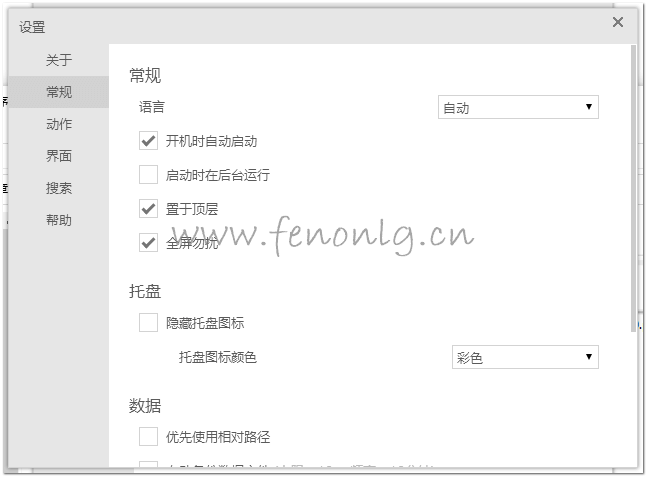 设置
关于
常规
动作
界面
搜索
帮助
常规
语言 自动
开机时自动启动
启动时在后台运行
置于顶层
全屏勿扰
www.fenonlg.cn
托盘
隐藏托盘图标
托盘图标颜色 彩色
数据
优先使用相对路径